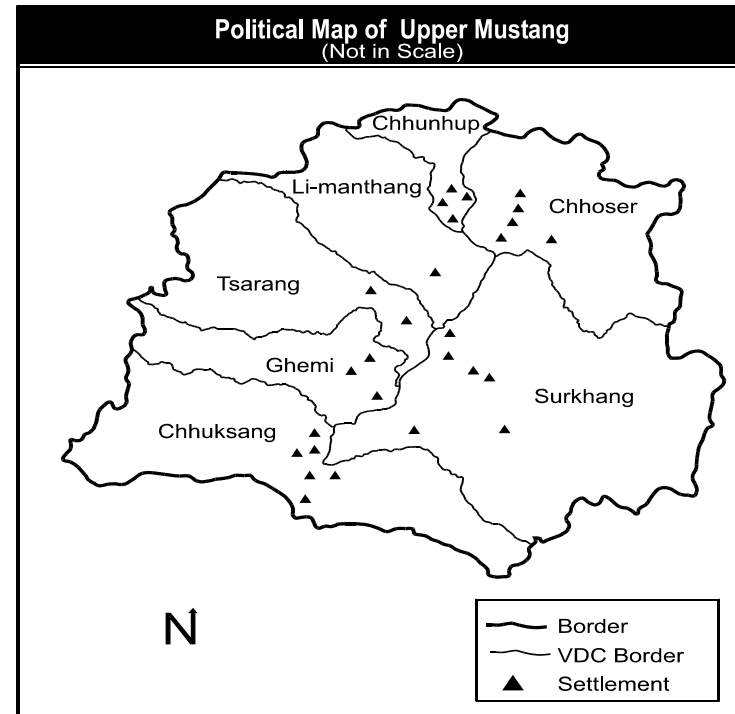 Political Map of Upper Mustang
(Not in Scale)
Chhunhup
Li-manthang
Chhoser
Tsarang
Ghemi
Surkhang
Chhuksang
N
Border
VDC Border
Settlement